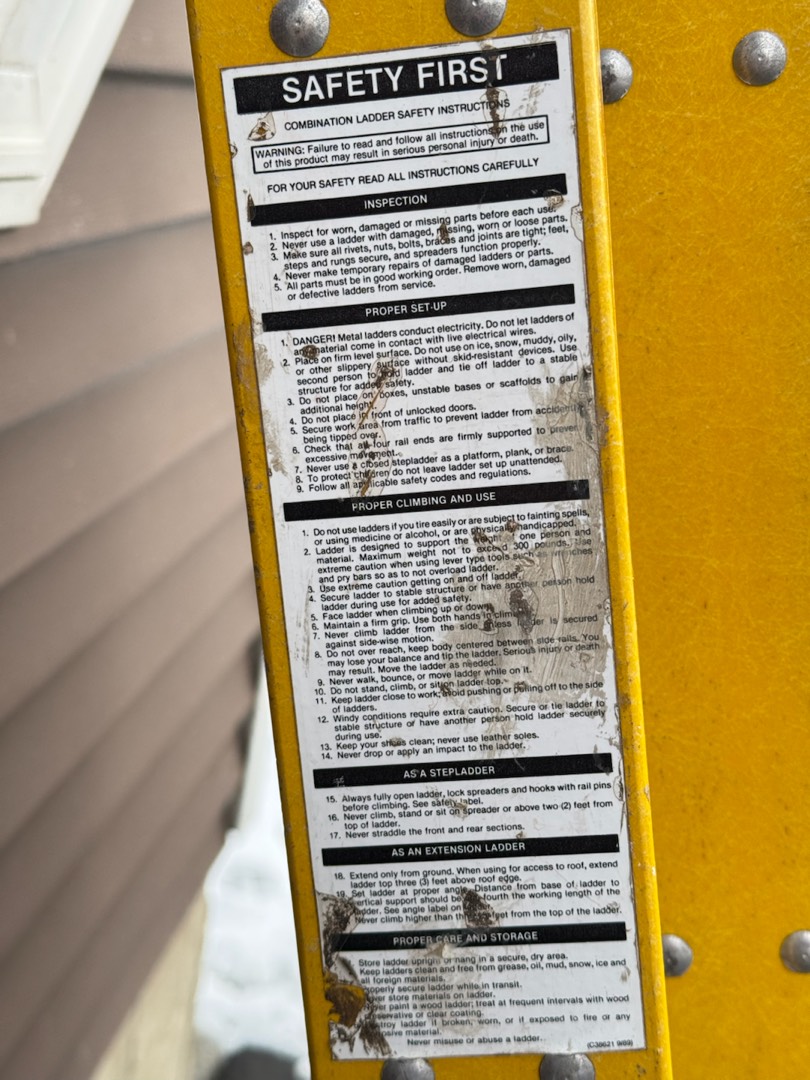 SAFETY FIRST
COMBINATION LADDER SAFETY INSTRUCTIONS
WARNING: Failure to read and follow all instructions on the use
of this product may result in serious personal injury or death.
FOR YOUR SAFETY READ ALL INSTRUCTIONS CAREFULLY
INSPECTION
1. Inspect for worn, damaged or missing parts before each use.
2. Never use a ladder with damaged, missing, worn or loose parts.
3. Make sure all rivets, nuts, bolts, braces and joints are tight; feet,
steps and rungs secure, and spreaders function properly.
4. Never make temporary repairs of damaged ladders or parts.
5. All parts must be in good working order. Remove worn, damaged
or defective ladders from service.
PROPER SET-UP
1. DANGER! Metal ladders conduct electricity. Do not let ladders of
any material come in contact with live electrical wires.
2. Place on firm level surface. Do not use on ice, snow, muddy, oily,
or other slippery surface without skid-resistant devices. Use
second person to hold ladder and tie off ladder to a stable
structure for added safety.
3. Do not place on boxes, unstable bases or scaffolds to gain
additional height.
4. Do not place in front of unlocked doors.
5. Secure work area from traffic to prevent ladder from accidently
being tipped over.
6. Check that all four rail ends are firmly supported to prevent
excessive movement.
7. Never use a closed stepladder as a platform, plank, or brace.
8. To protect children do not leave ladder set up unattended.
9. Follow all applicable safety codes and regulations.
PROPER CLIMBING AND USE
1. Do not use ladders if you tire easily or are subject to fainting spells,
or using medicine or alcohol, or are physically handicapped.
2. Ladder is designed to support the weight one person and
material. Maximum weight not to exceed 300 pounds. Use
extreme caution when using lever type tools such as wrenches
and pry bars so as to not overload ladder.
3. Use extreme caution getting on and off ladder.
4. Secure ladder to stable structure or have another person hold
ladder during use for added safety.
5. Face ladder when climbing up or down.
6. Maintain a firm grip. Use both hands in climbing.
7. Never climb ladder from the side unless ladder is secured
against side-wise motion.
8. Do not over reach, keep body centered between side rails. You
may lose your balance and tip the ladder. Serious injury or death
may result. Move the ladder as needed.
9. Never walk, bounce, or move ladder while on it.
10. Do not stand, climb, or sit on ladder top.
11. Keep ladder close to work; avoid pushing or pulling off to the side
of ladders.
12. Windy conditions require extra caution. Secure or tie ladder to
stable structure or have another person hold ladder securely
during use.
13. Keep your shoes clean; never use leather soles.
14. Never drop or apply an impact to the ladder.
AS A STEPLADDER
15. Always fully open ladder, lock spreaders and hooks with rail pins
before climbing. See safety label.
16. Never climb, stand or sit on spreader or above two (2) feet from
top of ladder.
17. Never straddle the front and rear sections.
AS AN EXTENSION LADDER
18. Extend only from ground. When using for access to roof, extend
ladder top three (3) feet above roof edge.
19. Set ladder at proper angle. Distance from base of ladder to
vertical support should be fourth the working length of the
ladder. See angle label on
Never climb higher than feet from the top of the ladder.
PROPER CARE AND STORAGE
Store ladder upright or hang in a secure, dry area.
Keep ladders clean and free from grease, oil, mud, snow, ice and
all foreign materials.
properly secure ladder while in transit.
Never store materials on ladder.
Never paint a wood ladder; treat at frequent intervals with wood
preservative or clear coating.
Destroy ladder if broken, worn, or if exposed to fire or any
material.
Never misuse or abuse a ladder.
(C38621 9/89)